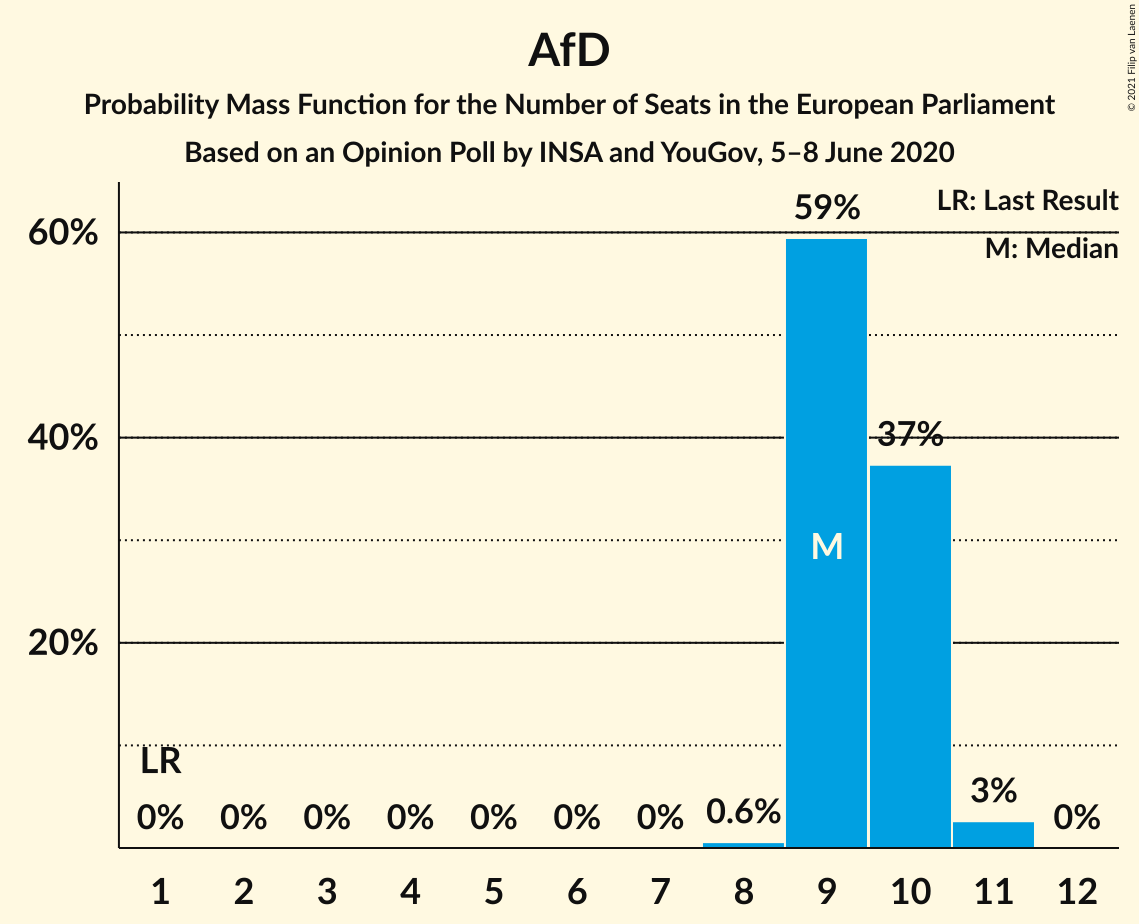 AfD
Probability Mass Function for the Number of Seats in the European Parliament
Based on an Opinion Poll by INSA and YouGov, 5–8 June 2020
© 2021 Filip van Laenen
LR: Last Result
M: Median
60%
40%
20%
59%
37%
M
LR
0% 0% 0% 0% 0% 0% 0% 0.6% 3% 0%
1 2 3 4 5 6 7 8 9 10 11 12